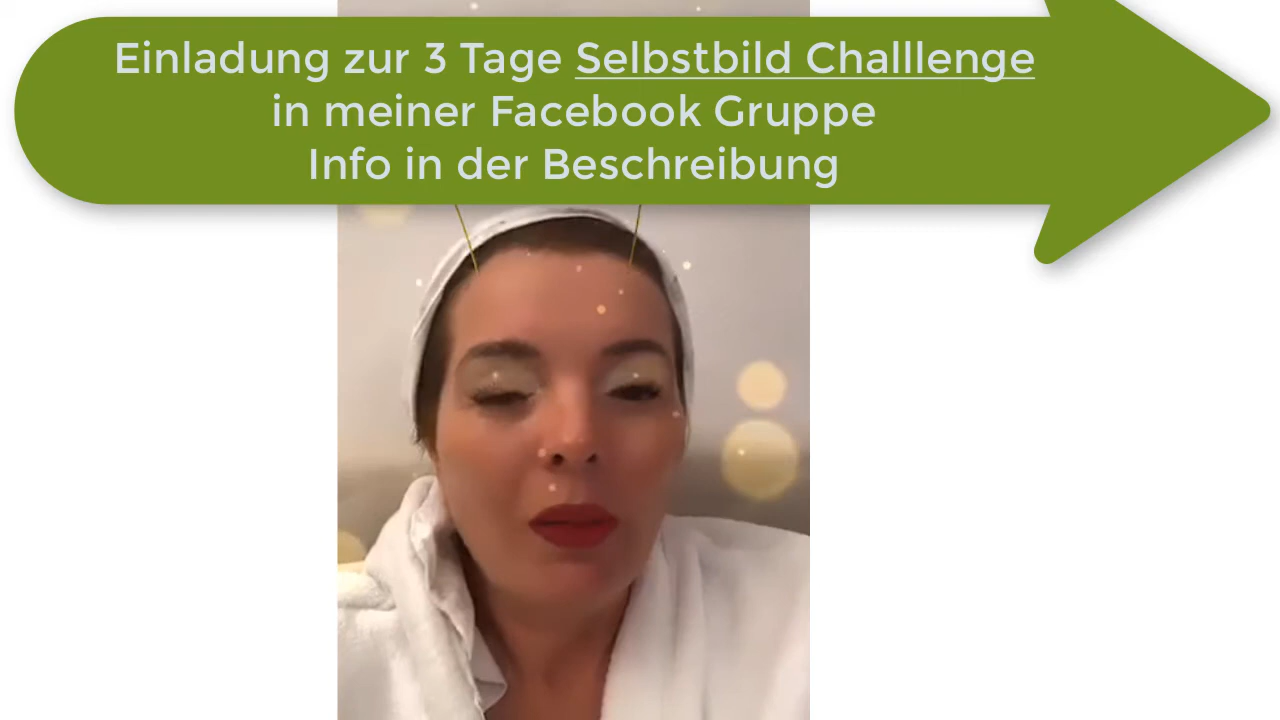 Einladung zur 3 Tage Selbstbild Challlenge
in meiner Facebook Gruppe
Info in der Beschreibung